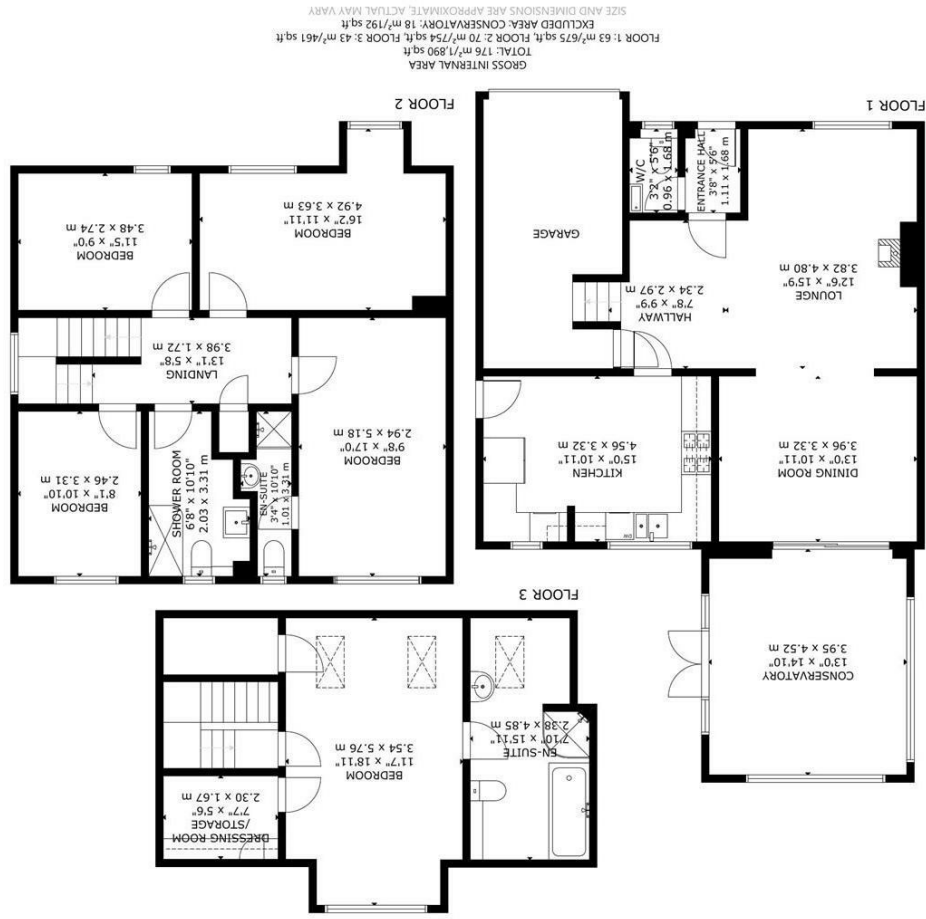 CONSERVATORY
13'0" x 14'10"
3.95 x 4.52 m
DINING ROOM
13'0" x 10'11"
3.96 x 3.32 m
DW
KITCHEN
15'0" x 10'11"
4.56 x 3.32 m
LOUNGE
12'6" x 15'9"
3.82 x 4.80 m
HALLWAY
7'8" x 9'9"
2.34 x 2.97 m
GARAGE
ENTRANCE HALL
3'8" x 5'6"
1.11 x 1.68 m
W/C
3'2" x 5'6"
0.96 x 1.68 m
FLOOR 1
EN-SUITE
7'10" x 15'11"
2.38 x 4.85 m
BEDROOM
11'7" x 18'11"
3.54 x 5.76 m
DRESSING ROOM
/STORAGE
7'7" x 5'6"
2.30 x 1.67 m
FLOOR 3
BEDROOM
9'8" x 17'0"
2.94 x 5.18 m
EN-SUITE
3'4" x 10'10"
1.01 x 3.31 m
SHOWER ROOM
6'8" x 10'10"
2.03 x 3.31 m
BEDROOM
8'1" x 10'10"
2.46 x 3.31 m
LANDING
13'1" x 5'8"
3.98 x 1.72 m
BEDROOM
16'2" x 11'11"
4.92 x 3.63 m
BEDROOM
11'5" x 9'0"
3.48 x 2.74 m
FLOOR 2
GROSS INTERNAL AREA
TOTAL: 176 m²/1,890 sq.ft
FLOOR 1: 63 m²/675 sq.ft, FLOOR 2: 70 m²/754 sq.ft, FLOOR 3: 43 m²/461 sq.ft
EXCLUDED AREA: CONSERVATORY: 18 m²/192 sq.ft
SIZE AND DIMENSIONS ARE APPROXIMATE, ACTUAL MAY VARY